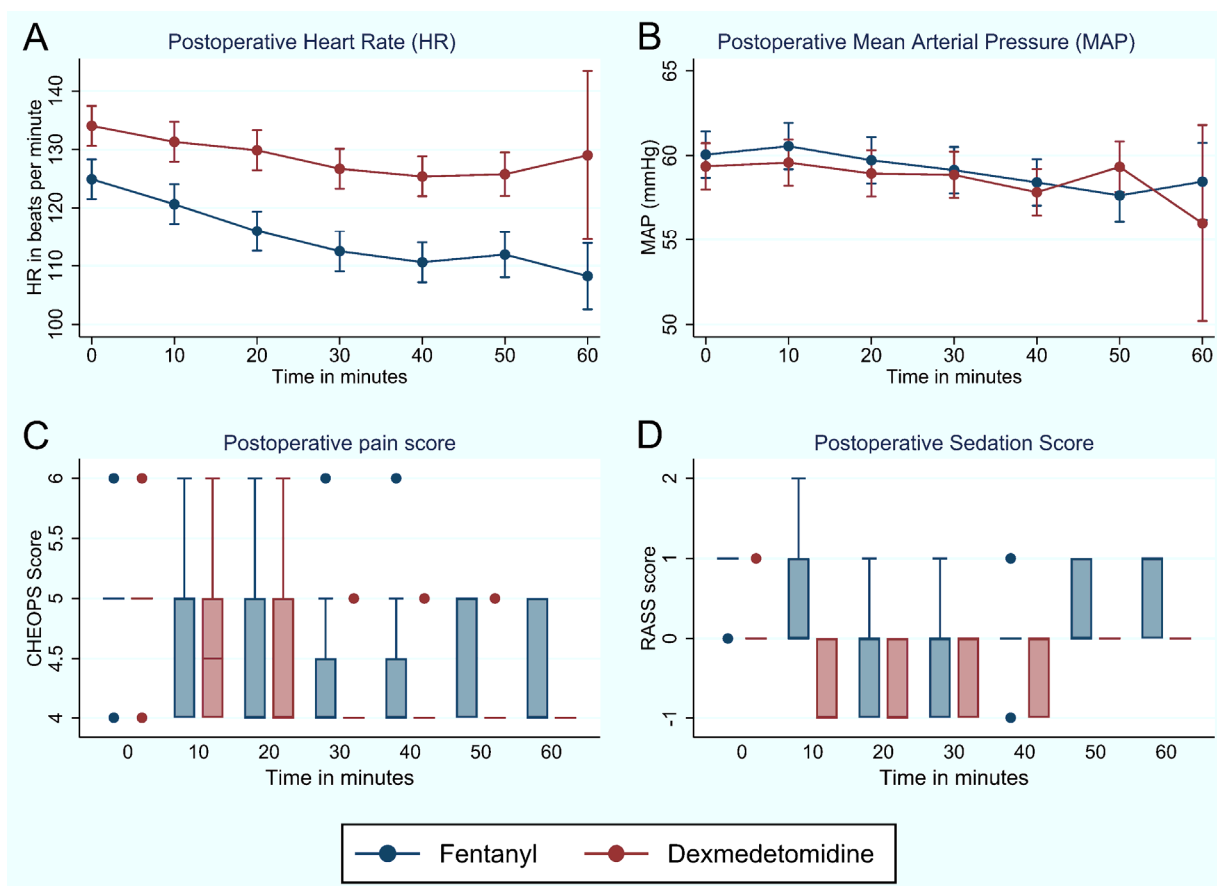 A
Postoperative Heart Rate (HR)
HR in beats per minute
140
130
120
110
100
0 10 20 30 40 50 60
Time in minutes
B
Postoperative Mean Arterial Pressure (MAP)
MAP (mmHg)
65
60
55
50
0 10 20 30 40 50 60
Time in minutes
C
Postoperative pain score
CHEOPS Score
6
5.5
5
4.5
4
0 10 20 30 40 50 60
Time in minutes
D
Postoperative Sedation Score
RASS score
2
1
0
-1
0 10 20 30 40 50 60
Time in minutes
Fentanyl Dexmedetomidine